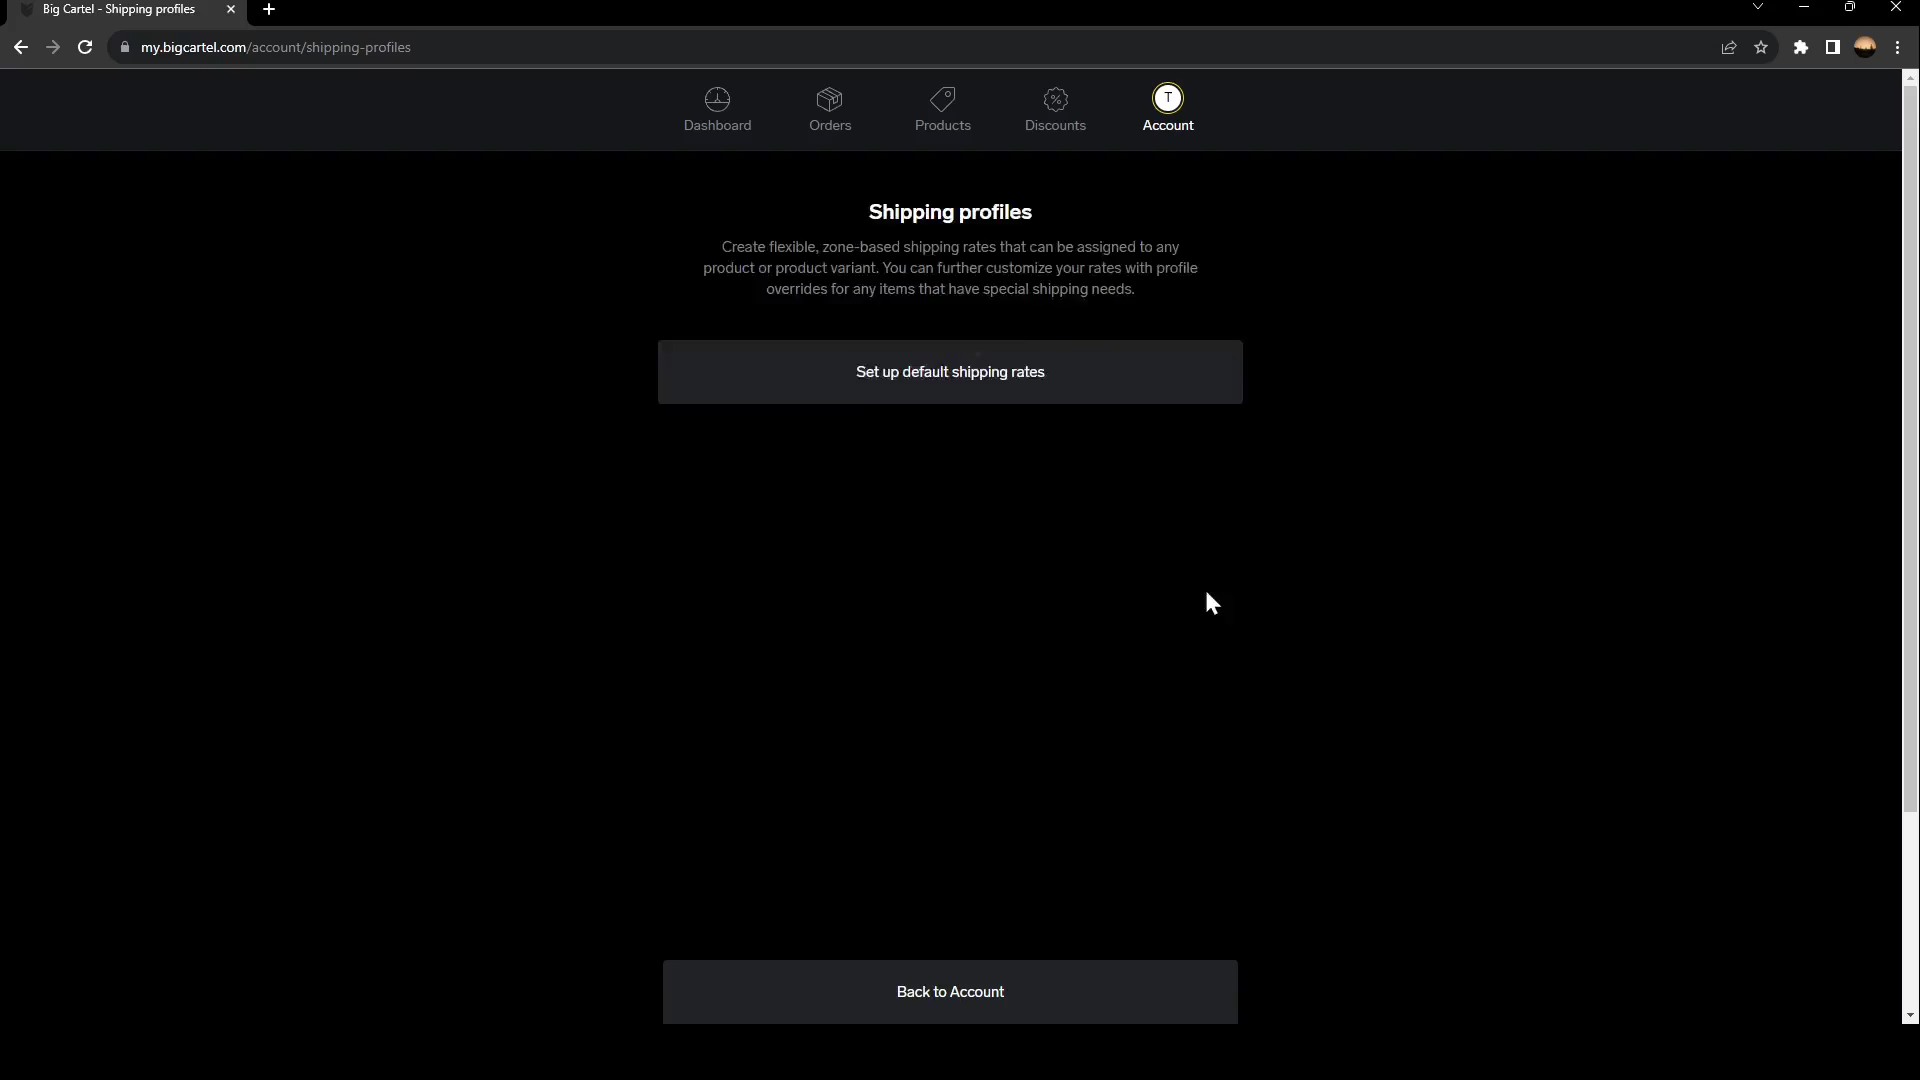 Big Cartel - Shipping profiles
my.bigcartel.com/account/shipping-profiles
Dashboard
Orders
Products
Discounts
T
Account
Shipping profiles
Create flexible, zone-based shipping rates that can be assigned to any
product or product variant. You can further customize your rates with profile
overrides for any items that have special shipping needs.
Set up default shipping rates
Back to Account